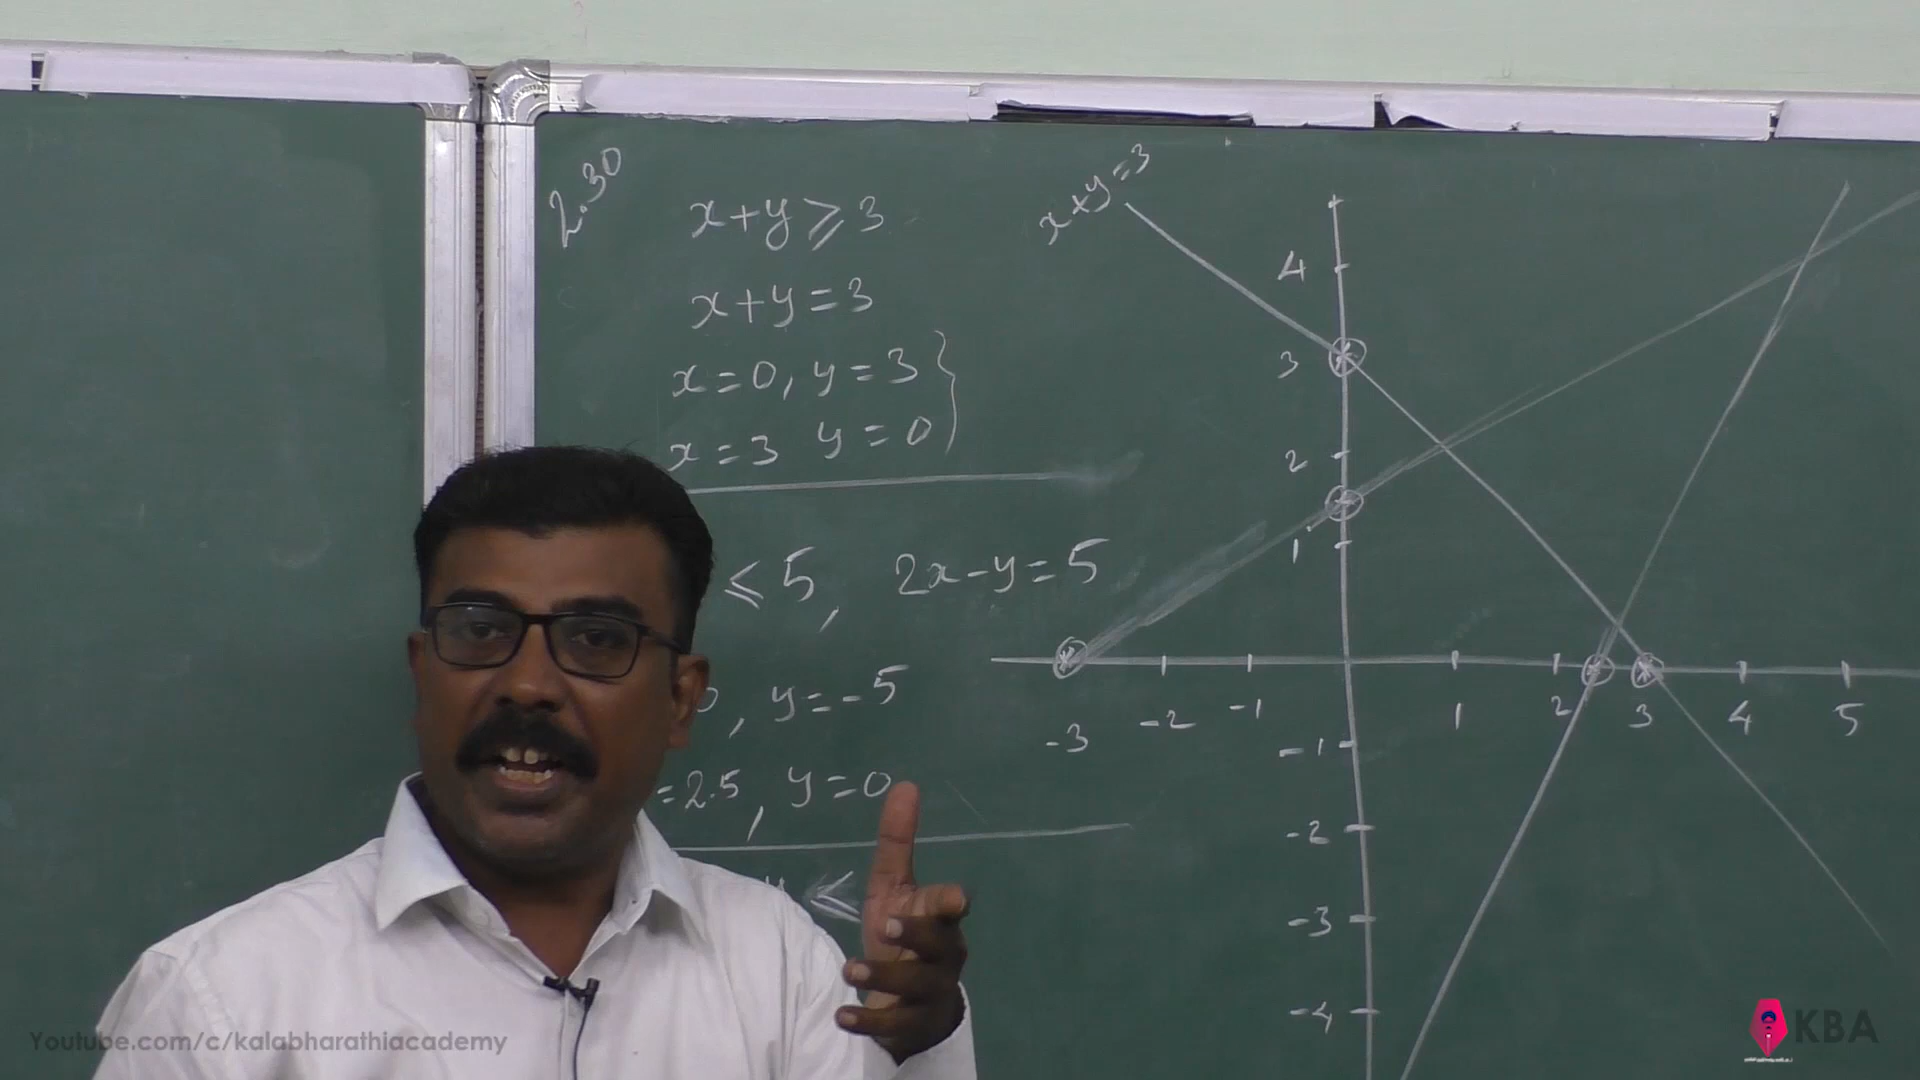 2.30
x+y⩾3
x+y=3
x=0, y=3
x=3 y=0
⩽5, 2x-y=5
, y=-5
=2.5, y=0
⩽
x+y=3
4
3
2
1
-3 -2 -1 1 2 3 4 5
-1
-2
-3
-4
Youtube.com/c/kalabharathiacademy
KBA